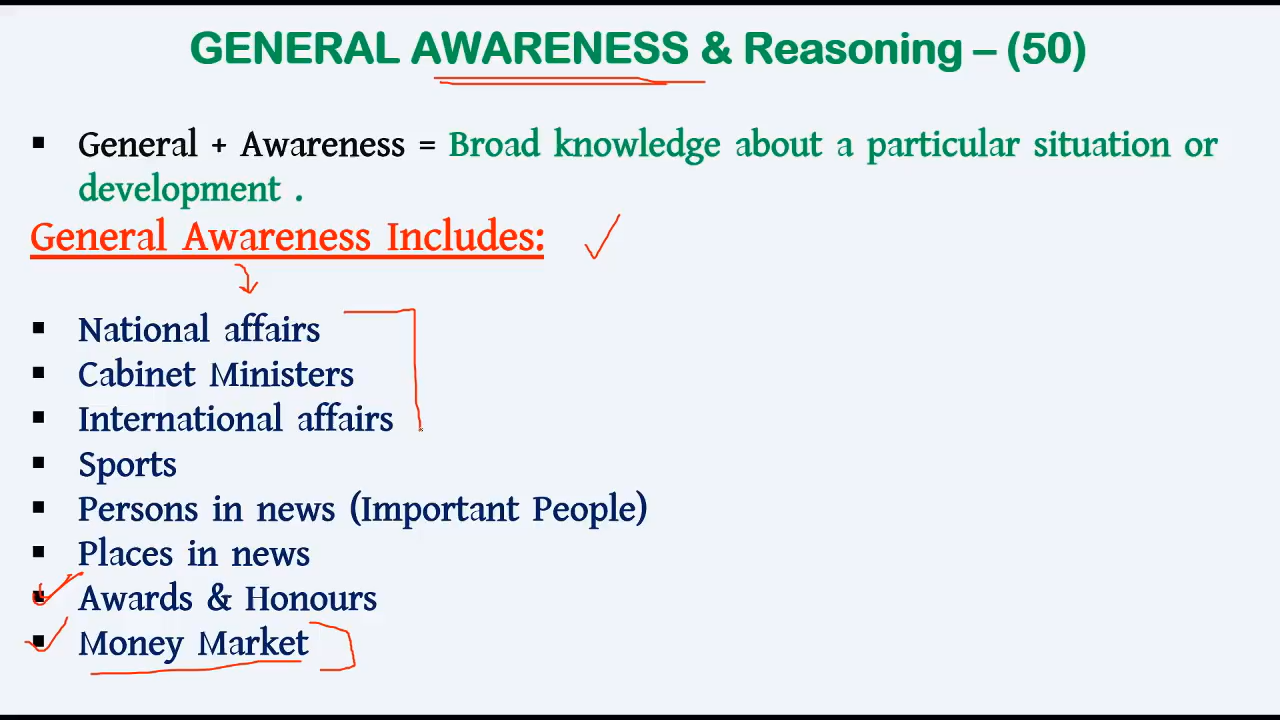 GENERAL AWARENESS & Reasoning – (50)
▪ General + Awareness = Broad knowledge about a particular situation or
development .
General Awareness Includes:
▪ National affairs
▪ Cabinet Ministers
▪ International affairs
▪ Sports
▪ Persons in news (Important People)
▪ Places in news
▪ Awards & Honours
▪ Money Market